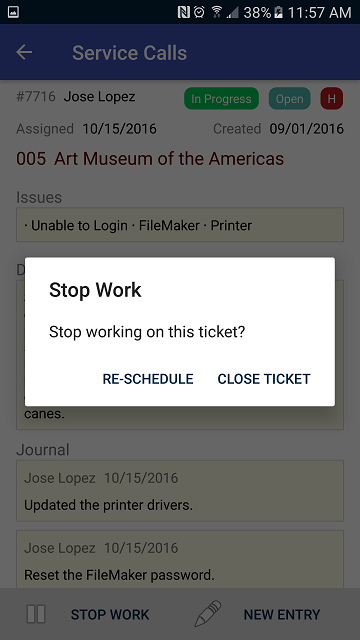 38% 11:57 AM
Service Calls
#7716 Jose Lopez In Progress Open H
Assigned 10/15/2016 Created 09/01/2016
005 Art Museum of the Americas
Issues
· Unable to Login · FileMaker · Printer
D
Stop Work
Stop working on this ticket?
RE-SCHEDULE CLOSE TICKET
canes.
Journal
Jose Lopez 10/15/2016
Updated the printer drivers.
Jose Lopez 10/15/2016
Reset the FileMaker password.
STOP WORK NEW ENTRY